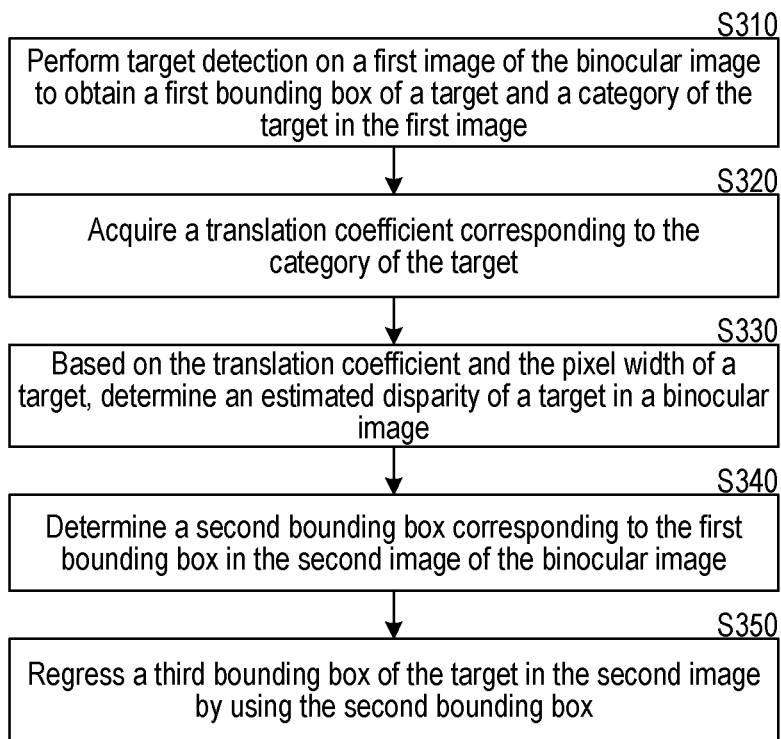 S310
Perform target detection on a first image of the binocular image
to obtain a first bounding box of a target and a category of the
target in the first image
S320
Acquire a translation coefficient corresponding to the
category of the target
S330
Based on the translation coefficient and the pixel width of a
target, determine an estimated disparity of a target in a binocular
image
S340
Determine a second bounding box corresponding to the first
bounding box in the second image of the binocular image
S350
Regress a third bounding box of the target in the second image
by using the second bounding box